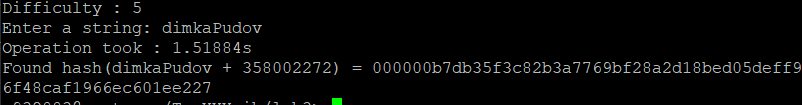 Difficulty : 5
Enter a string: dimkaPudov
Operation took : 1.51884s
Found hash(dimkaPudov + 358002272) = 000000b7db35f3c82b3a7769bf28a2d18bed05deff9
6f48caf1966ec601ee227